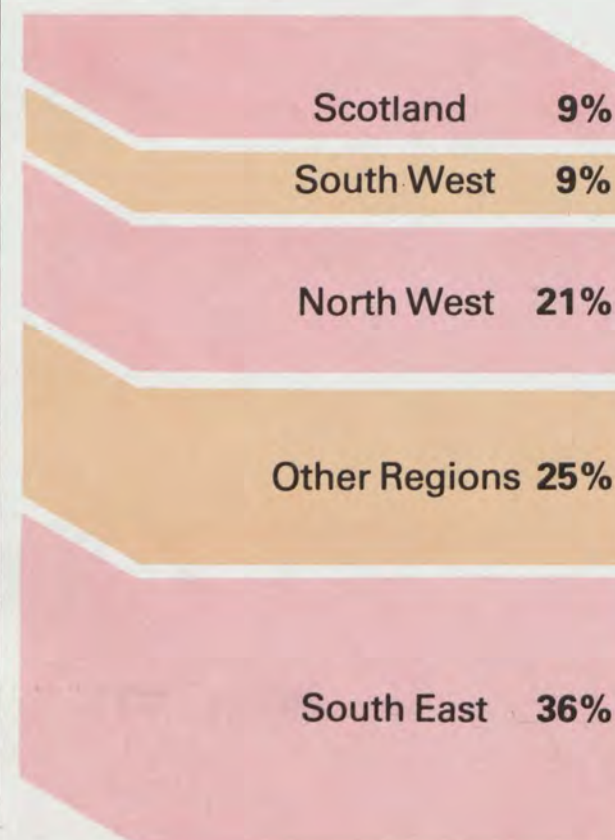 Scotland 9%
South West 9%
North West 21%
Other Regions 25%
South East 36%